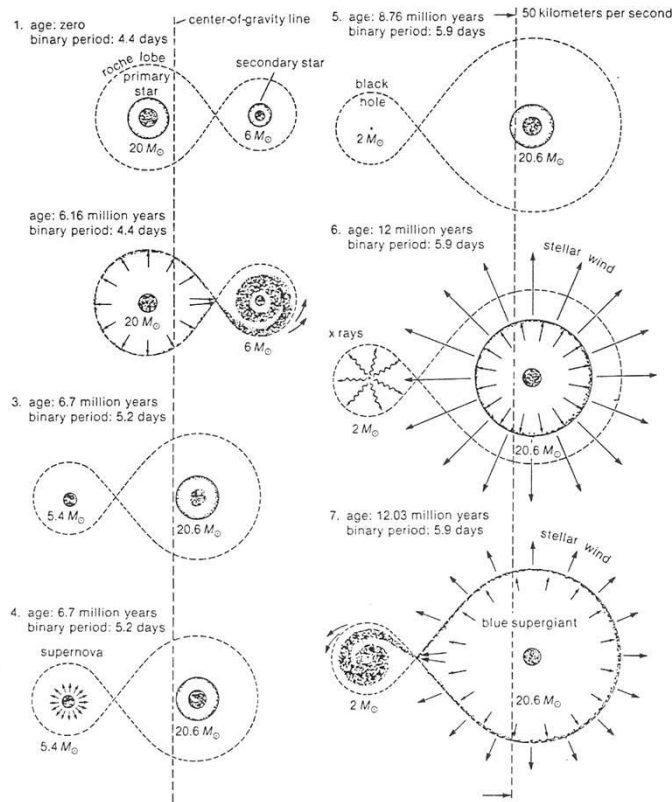 center-of-gravity line
1. age: zero
binary period: 4.4 days
roche lobe
primary
star
secondary star
20 M☉
6 M☉
age: 6.16 million years
binary period: 4.4 days
20 M☉
6 M☉
3. age: 6.7 million years
binary period: 5.2 days
5.4 M☉
20.6 M☉
4. age: 6.7 million years
binary period: 5.2 days
supernova
5.4 M☉
20.6 M☉
5. age: 8.76 million years
binary period: 5.9 days
50 kilometers per second
black
hole
2 M☉
20.6 M☉
6. age: 12 million years
binary period: 5.9 days
stellar wind
x rays
2 M☉
20.6 M☉
7. age: 12.03 million years
binary period: 5.9 days
stellar wind
blue supergiant
2 M☉
20.6 M☉